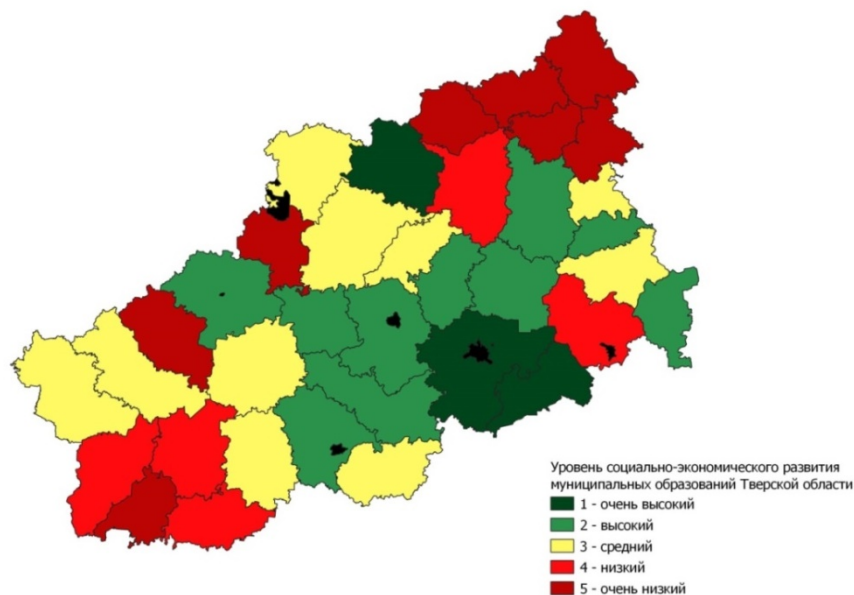 Уровень социально-экономического развития
муниципальных образований Тверской области
1 - очень высокий
2 - высокий
3 - средний
4 - низкий
5 - очень низкий